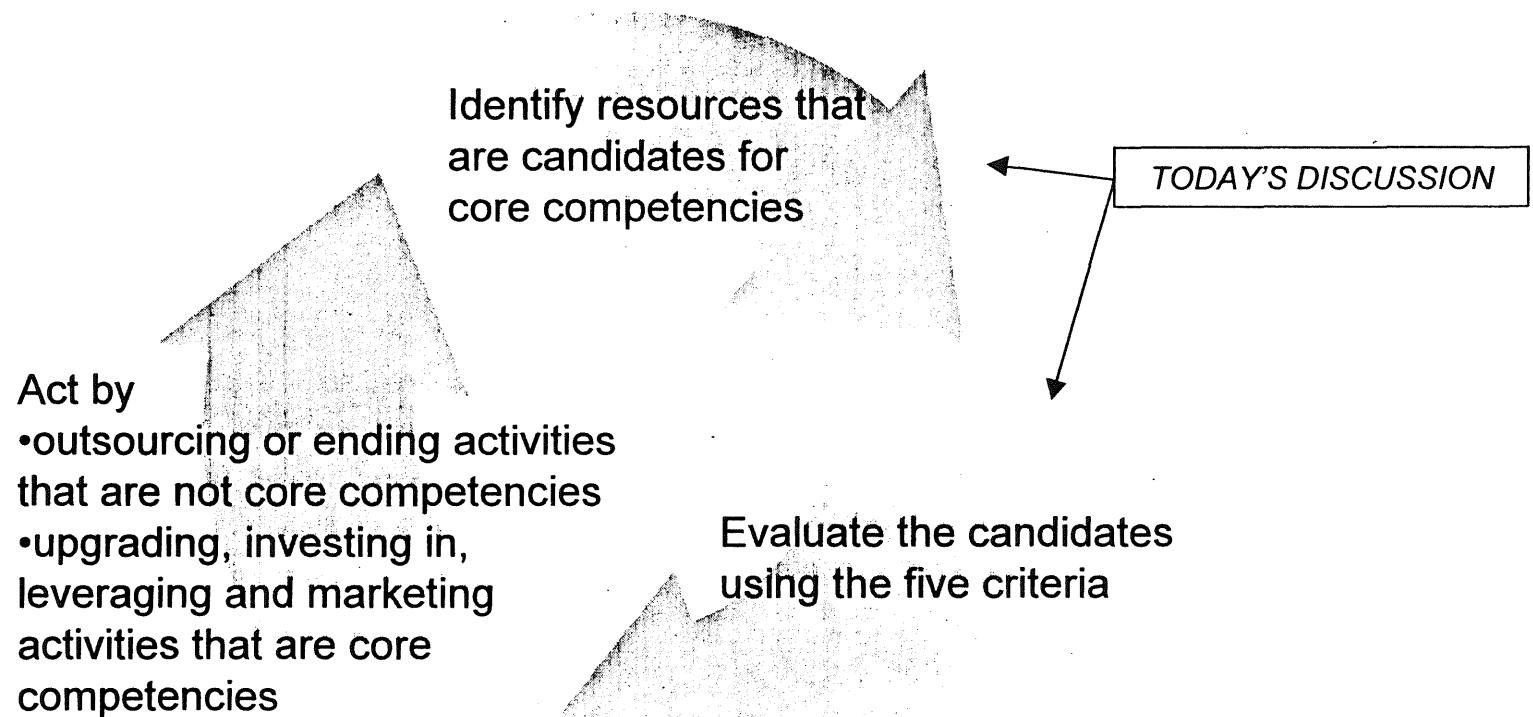 Identify resources that
are candidates for
core competencies
TODAY'S DISCUSSION
Act by
•outsourcing or ending activities
that are not core competencies
•upgrading, investing in,
leveraging and marketing
activities that are core
competencies
Evaluate the candidates
using the five criteria